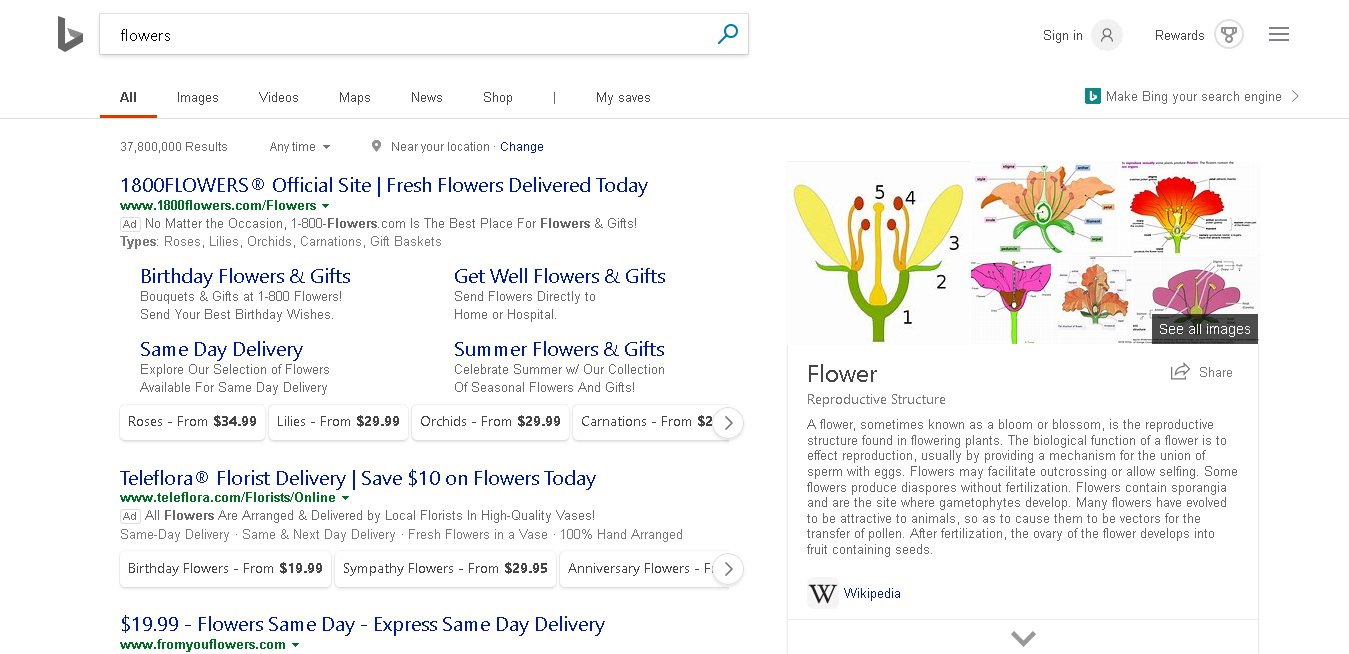 flowers
Sign in
Rewards
All
Images
Videos
Maps
News
Shop
|
My saves
Make Bing your search engine
37,800,000 Results
Any time
Near your location · Change
1800FLOWERS® Official Site | Fresh Flowers Delivered Today
www.1800flowers.com/Flowers
Ad No Matter the Occasion, 1-800-Flowers.com Is The Best Place For Flowers & Gifts!
Types: Roses, Lilies, Orchids, Carnations, Gift Baskets
Birthday Flowers & Gifts
Bouquets & Gifts at 1-800 Flowers!
Send Your Best Birthday Wishes.
Get Well Flowers & Gifts
Send Flowers Directly to
Home or Hospital.
Same Day Delivery
Explore Our Selection of Flowers
Available For Same Day Delivery
Summer Flowers & Gifts
Celebrate Summer w/ Our Collection
Of Seasonal Flowers And Gifts!
Roses - From $34.99
Lilies - From $29.99
Orchids - From $29.99
Carnations - From $2
Teleflora® Florist Delivery | Save $10 on Flowers Today
www.teleflora.com/Florists/Online
Ad All Flowers Are Arranged & Delivered by Local Florists In High-Quality Vases!
Same-Day Delivery · Same & Next Day Delivery · Fresh Flowers in a Vase · 100% Hand Arranged
Birthday Flowers - From $19.99
Sympathy Flowers - From $29.95
Anniversary Flowers - F
$19.99 - Flowers Same Day - Express Same Day Delivery
www.fromyouflowers.com
5
4
3
2
1
See all images
Flower
Share
Reproductive Structure
A flower, sometimes known as a bloom or blossom, is the reproductive
structure found in flowering plants. The biological function of a flower is to
effect reproduction, usually by providing a mechanism for the union of
sperm with eggs. Flowers may facilitate outcrossing or allow selfing. Some
flowers produce diaspores without fertilization. Flowers contain sporangia
and are the site where gametophytes develop. Many flowers have evolved
to be attractive to animals, so as to cause them to be vectors for the
transfer of pollen. After fertilization, the ovary of the flower develops into
fruit containing seeds.
W Wikipedia